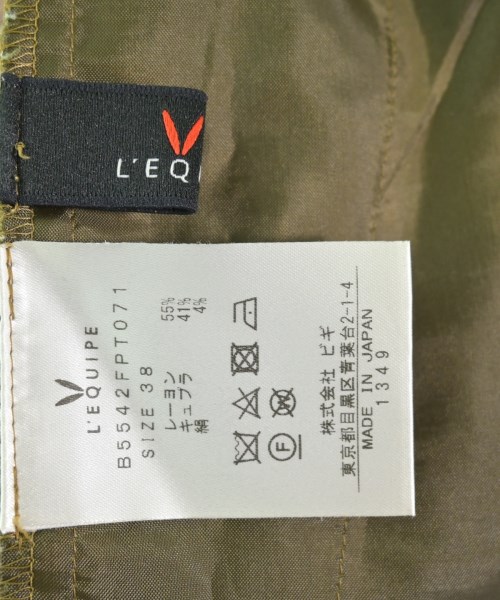 L'EQ
L'EQUIPE
B5542FPT071
SIZE 38
レーヨン 55%
キュプラ 41%
絹 4%
F
株式会社 ビギ
東京都目黒区青葉台2-1-4
MADE IN JAPAN
1349